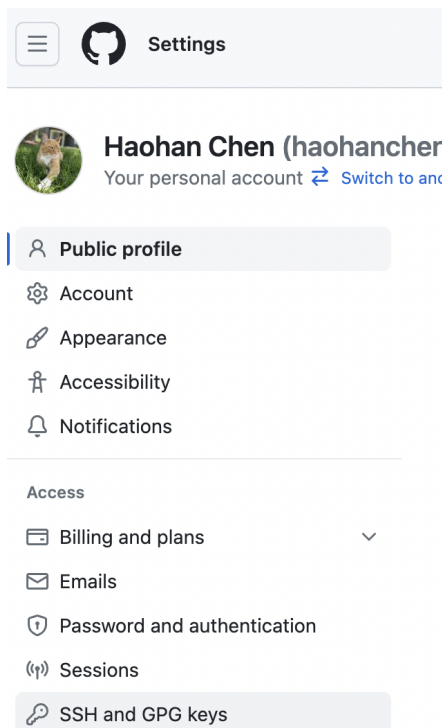 Settings
Haohan Chen (haohanchen
Your personal account Switch to ano
Public profile
Account
Appearance
Accessibility
Notifications
Access
Billing and plans
Emails
Password and authentication
Sessions
SSH and GPG keys